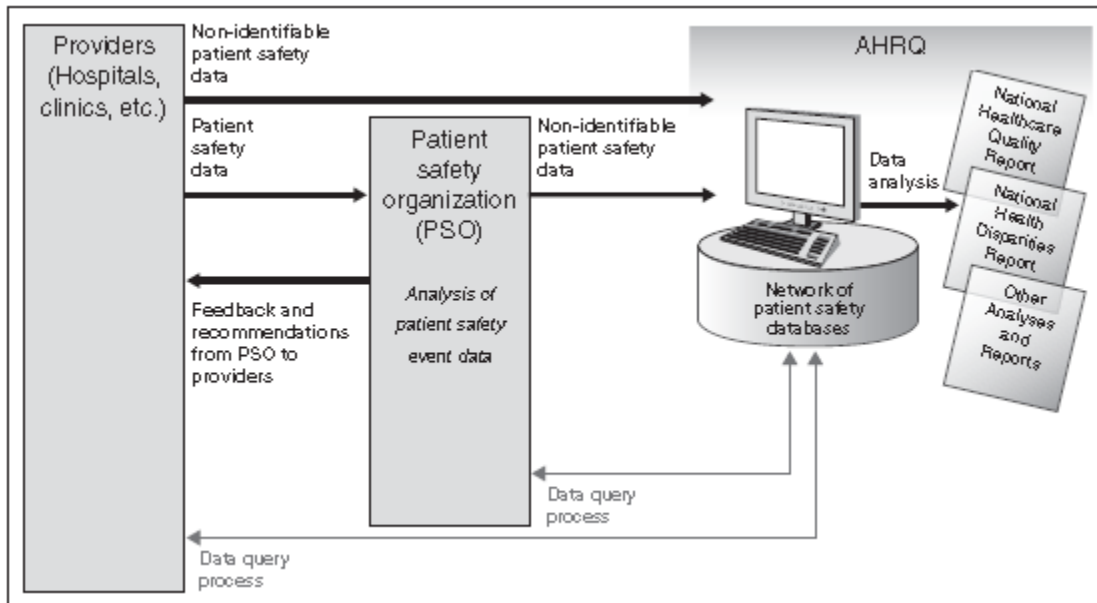 Providers
(Hospitals,
clinics, etc.)
Non-identifiable
patient safety
data
Patient
safety
data
Feedback and
recommendations
from PSO to
providers
Patient
safety
organization
(PSO)
Analysis of
patient safety
event data
Non-identifiable
patient safety
data
AHRQ
Network of
patient safety
databases
Data
analysis
National
Healthcare
Quality
Report
National
Health
Disparities
Report
Other
Analyses
and
Reports
Data query
process
Data query
process